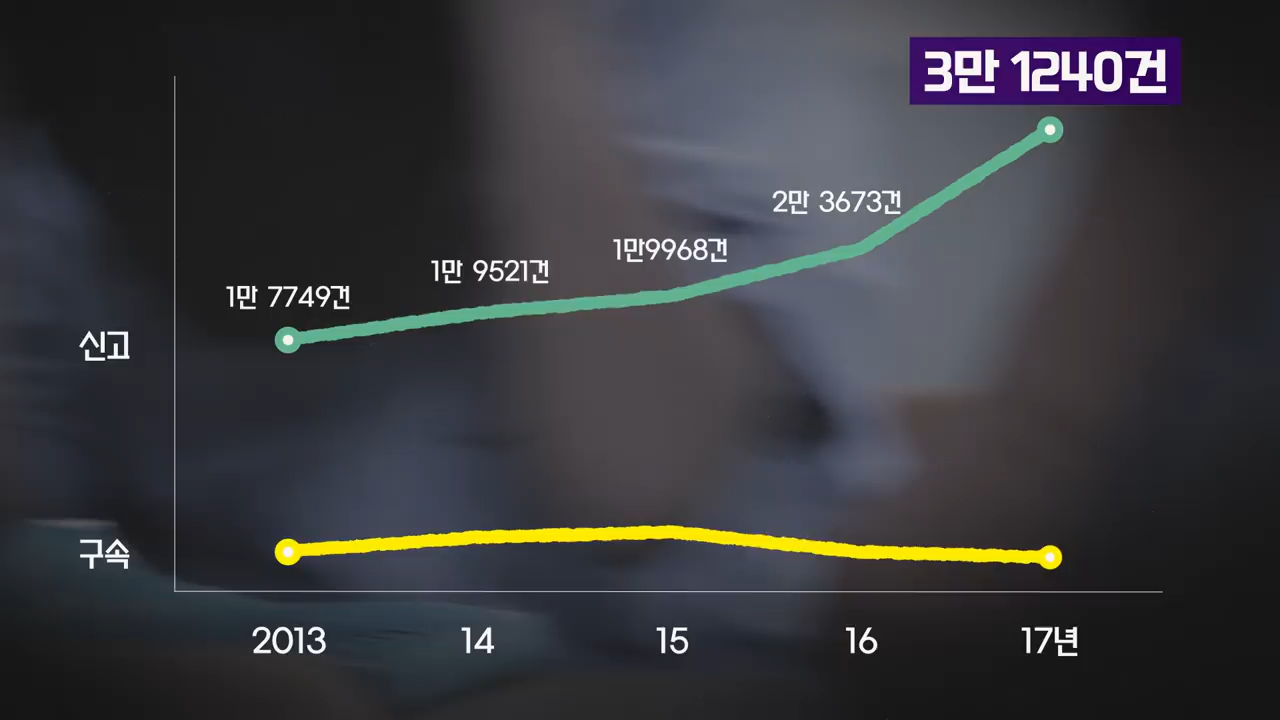 3만 1240건
2만 3673건
1만9968건
1만 9521건
1만 7749건
신고
구속
2013 14 15 16 17년